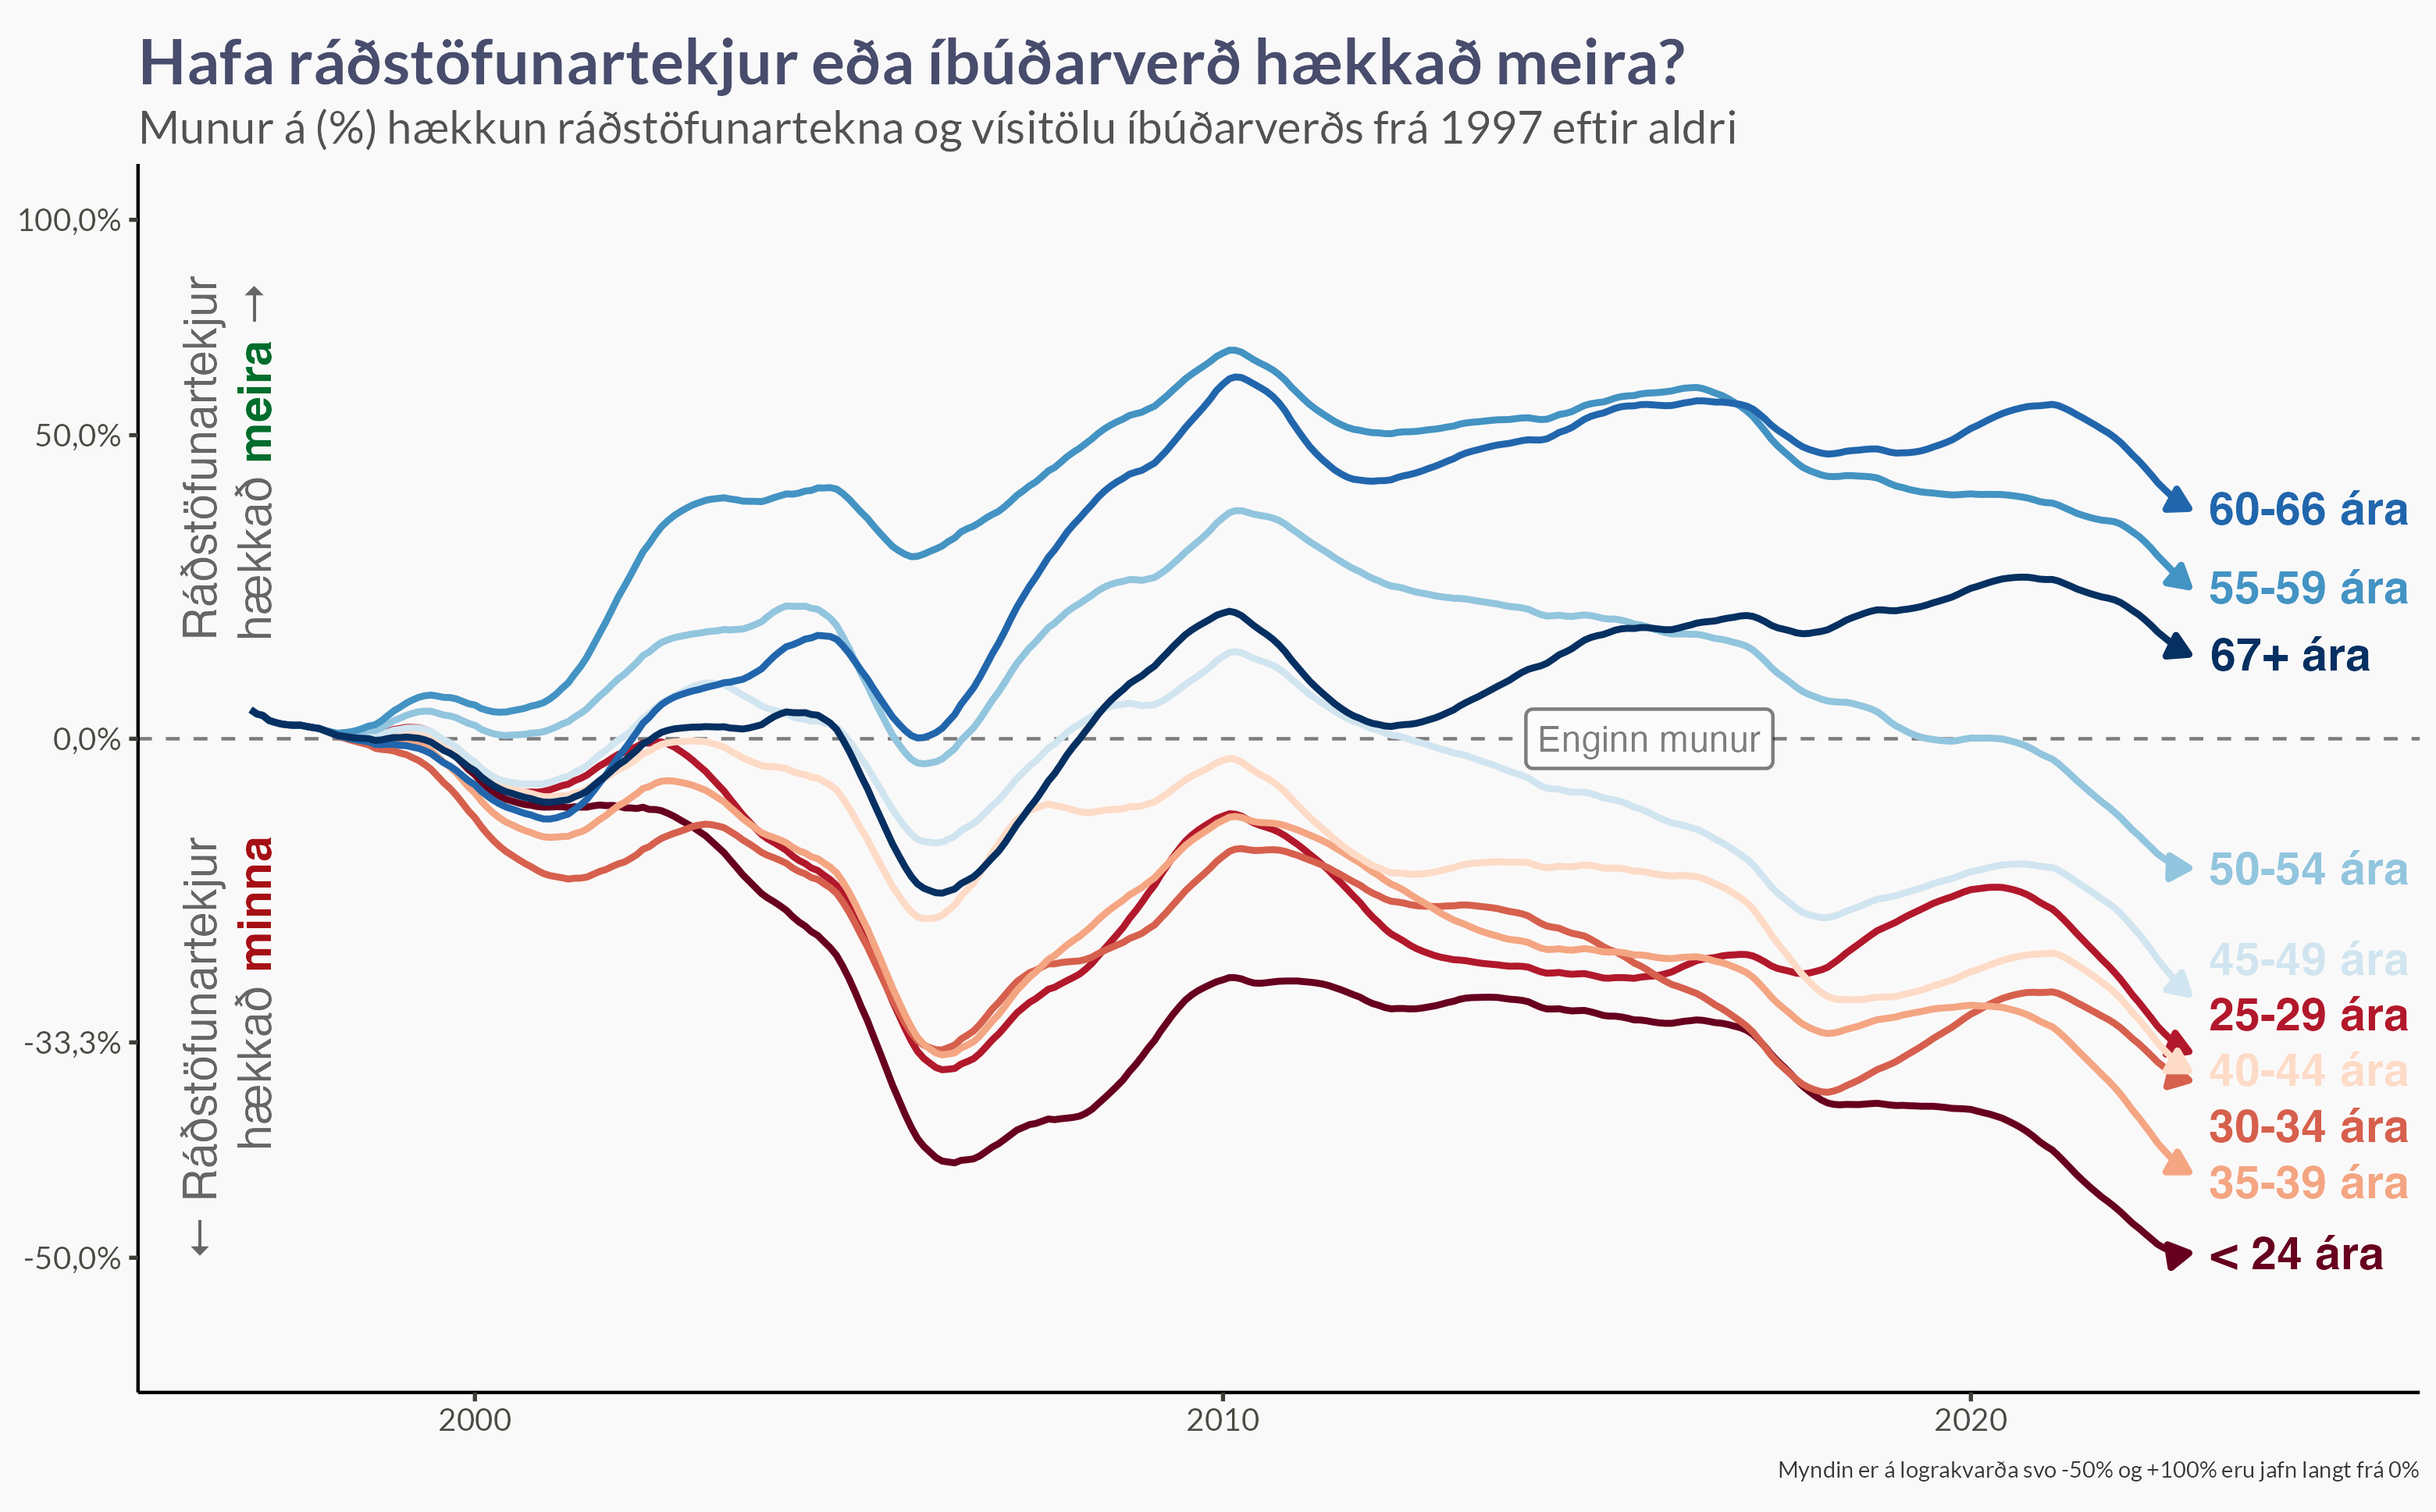 Hafa ráðstöfunartekjur eða íbúðarverð hækkað meira?
Munur á (%) hækkun ráðstöfunartekna og vísitölu íbúðarverðs frá 1997 eftir aldri
100,0%
50,0%
0,0%
-33,3%
-50,0%
Ráðstöfunartekjur
hækkað meira →
← Ráðstöfunartekjur
hækkað minna
Enginn munur
60-66 ára
55-59 ára
67+ ára
50-54 ára
45-49 ára
25-29 ára
40-44 ára
30-34 ára
35-39 ára
< 24 ára
2000
2010
2020
Myndin er á lograkvarða svo -50% og +100% eru jafn langt frá 0%